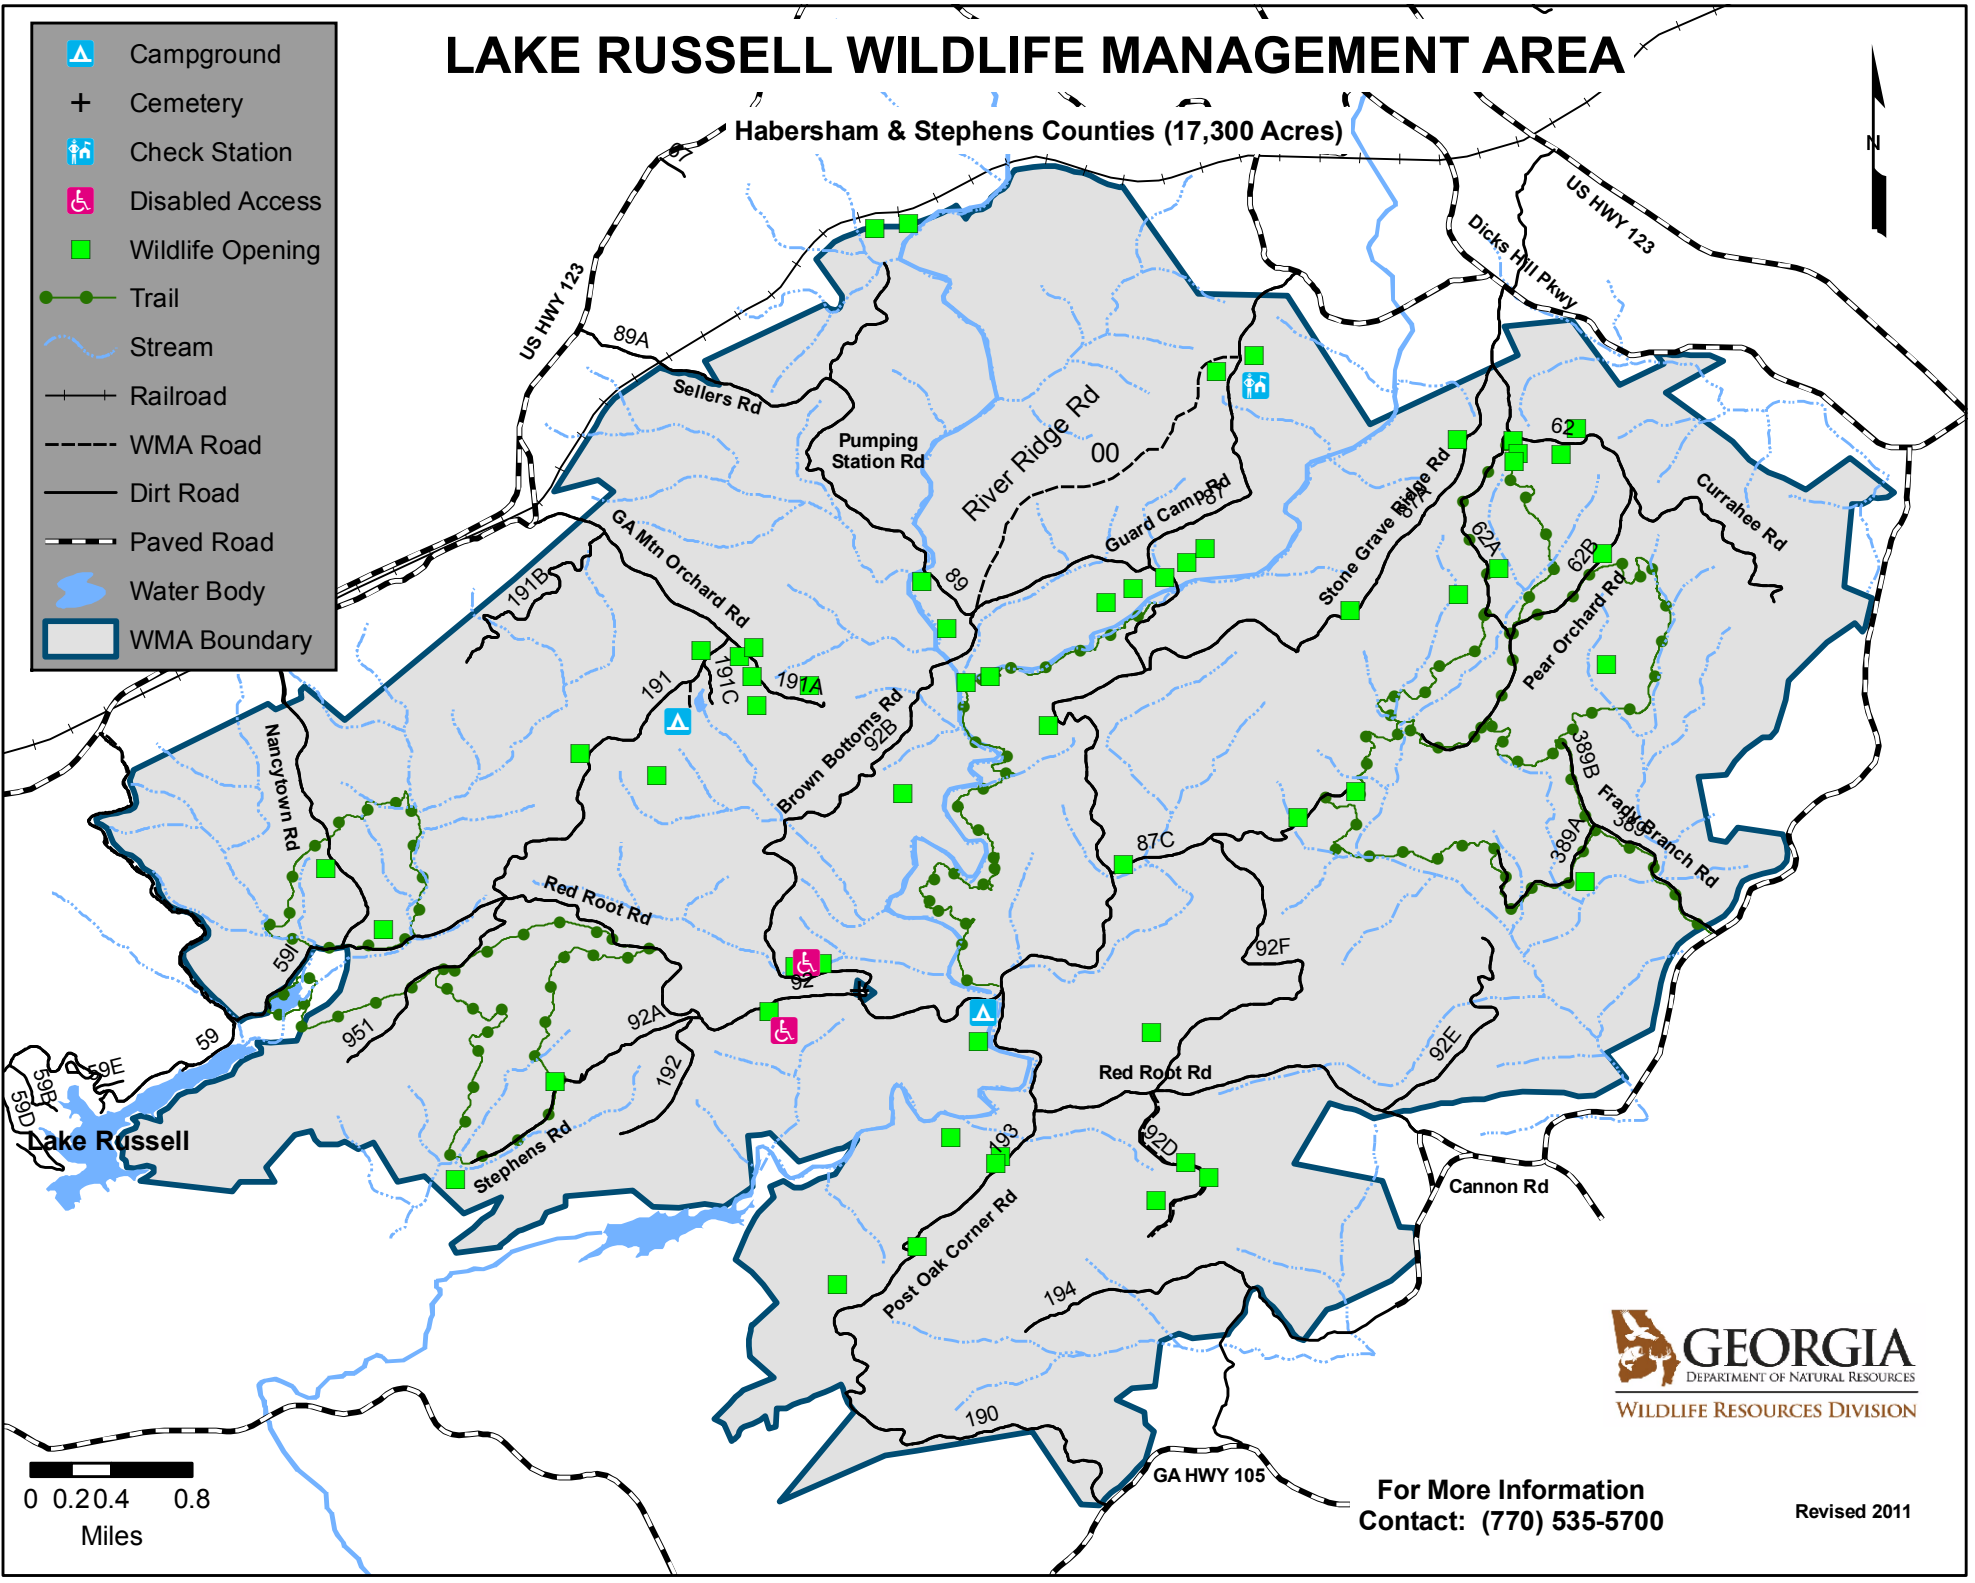 LAKE RUSSELL WILDLIFE MANAGEMENT AREA
Habersham & Stephens Counties (17,300 Acres)
Campground
Cemetery
Check Station
Disabled Access
Wildlife Opening
Trail
Stream
Railroad
WMA Road
Dirt Road
Paved Road
Water Body
WMA Boundary
N
67
US HWY 123
US HWY 123
Dicks Hill Pkwy
89A
Sellers Rd
Pumping
Station Rd
River Ridge Rd
00
Guard Camp Rd
87
Stone Grave Ridge Rd
87A
62
62A
62B
Currahee Rd
Pear Orchard Rd
GA Mtn Orchard Rd
191B
89
191
191C
191A
Brown Bottoms Rd
92B
Nancytown Rd
389B
Frady Branch Rd
389
389A
87C
Red Root Rd
59I
92
92F
951
92A
59
59E
59B
59D
192
92E
Red Root Rd
Lake Russell
Stephens Rd
193
92D
Cannon Rd
Post Oak Corner Rd
194
190
GA HWY 105
GEORGIA
DEPARTMENT OF NATURAL RESOURCES
WILDLIFE RESOURCES DIVISION
0 0.2 0.4 0.8
Miles
For More Information
Contact: (770) 535-5700
Revised 2011